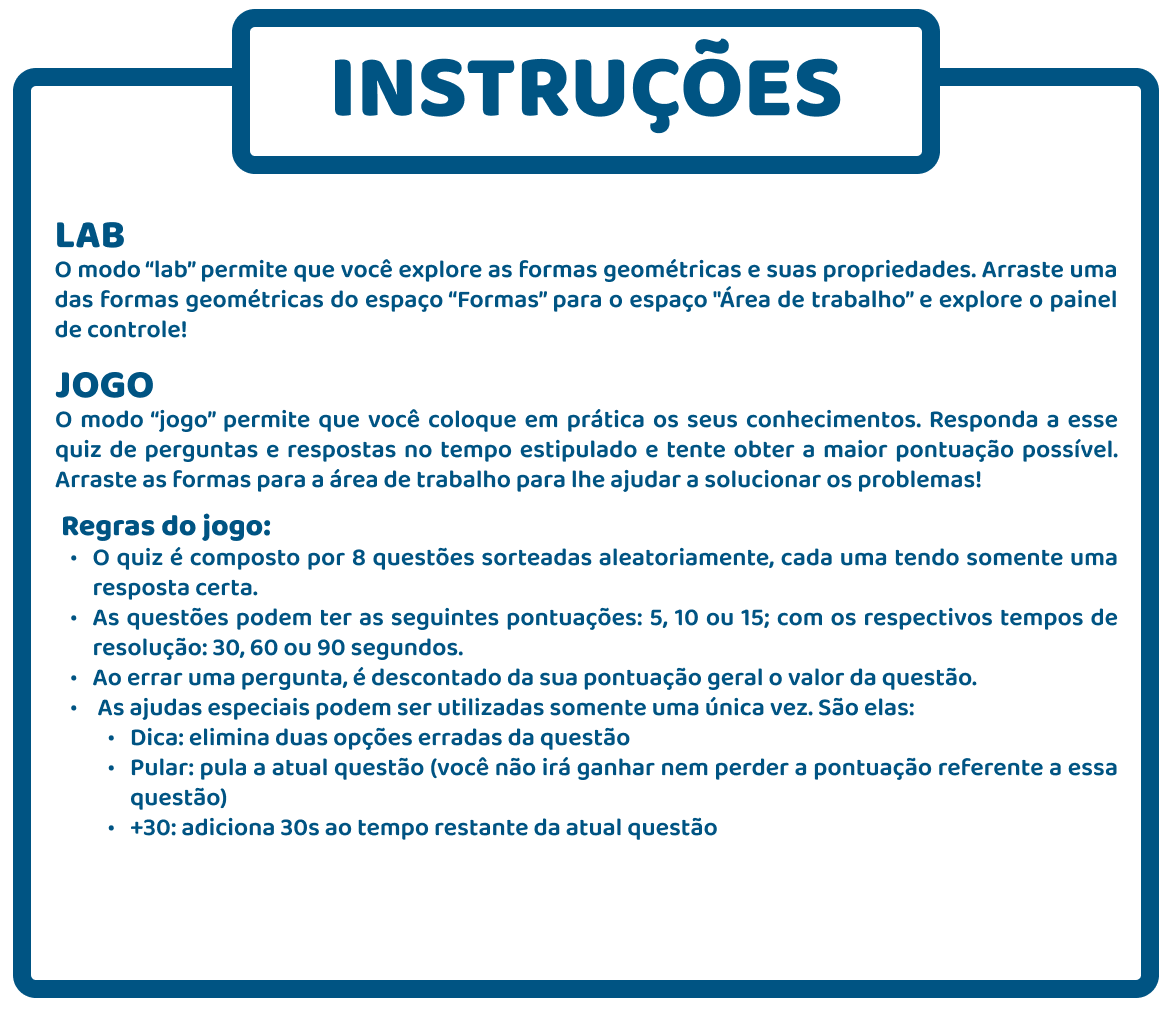 INSTRUÇÕES
LAB
O modo “lab” permite que você explore as formas geométricas e suas propriedades. Arraste uma
das formas geométricas do espaço “Formas” para o espaço "Área de trabalho” e explore o painel
de controle!
JOGO
O modo “jogo” permite que você coloque em prática os seus conhecimentos. Responda a esse
quiz de perguntas e respostas no tempo estipulado e tente obter a maior pontuação possível.
Arraste as formas para a área de trabalho para lhe ajudar a solucionar os problemas!
Regras do jogo:
• O quiz é composto por 8 questões sorteadas aleatoriamente, cada uma tendo somente uma
resposta certa.
• As questões podem ter as seguintes pontuações: 5, 10 ou 15; com os respectivos tempos de
resolução: 30, 60 ou 90 segundos.
• Ao errar uma pergunta, é descontado da sua pontuação geral o valor da questão.
• As ajudas especiais podem ser utilizadas somente uma única vez. São elas:
• Dica: elimina duas opções erradas da questão
• Pular: pula a atual questão (você não irá ganhar nem perder a pontuação referente a essa
questão)
• +30: adiciona 30s ao tempo restante da atual questão